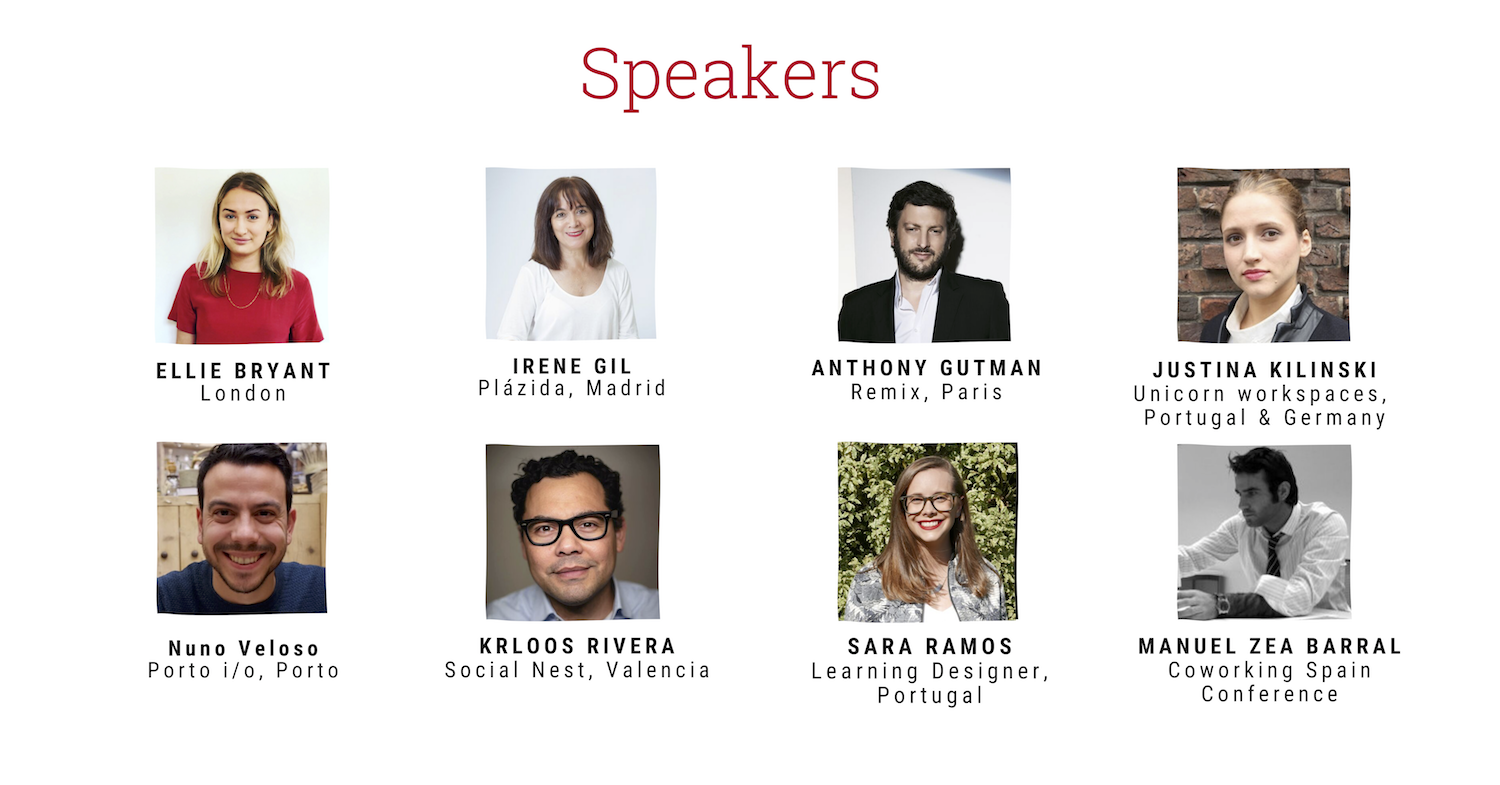 Speakers
ELLIE BRYANT
London
IRENE GIL
Plázida, Madrid
ANTHONY GUTMAN
Remix, Paris
JUSTINA KILINSKI
Unicorn workspaces,
Portugal & Germany
Nuno Veloso
Porto i/o, Porto
KRLOOS RIVERA
Social Nest, Valencia
SARA RAMOS
Learning Designer,
Portugal
MANUEL ZEA BARRAL
Coworking Spain
Conference